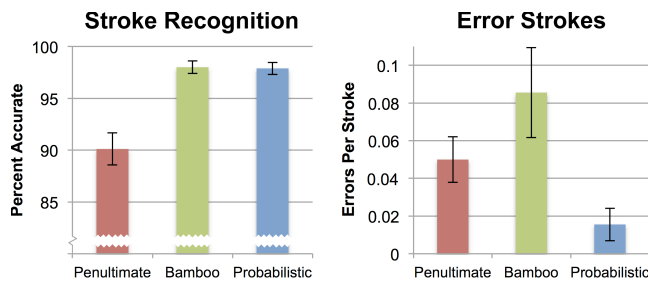 Stroke Recognition
Percent Accurate
100
95
90
85
Penultimate Bamboo Probabilistic
Error Strokes
Errors Per Stroke
0.1
0.08
0.06
0.04
0.02
0
Penultimate Bamboo Probabilistic